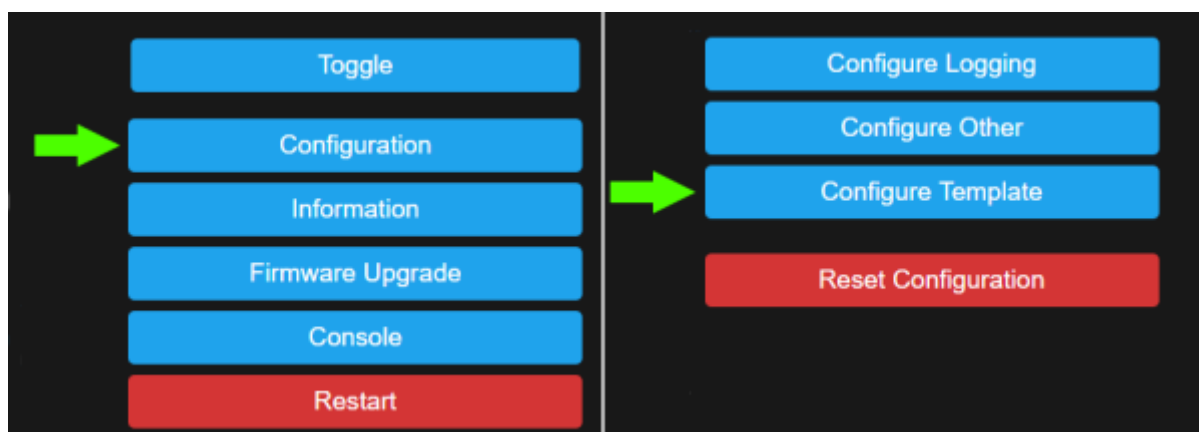 Toggle
Configuration
Information
Firmware Upgrade
Console
Restart
Configure Logging
Configure Other
Configure Template
Reset Configuration